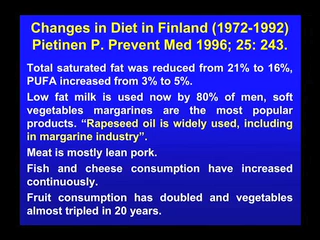 Changes in Diet in Finland (1972-1992)
Pietinen P. Prevent Med 1996; 25: 243.
Total saturated fat was reduced from 21% to 16%,
PUFA increased from 3% to 5%.
Low fat milk is used now by 80% of men, soft
vegetables margarines are the most popular
products. “Rapeseed oil is widely used, including
in margarine industry”.
Meat is mostly lean pork.
Fish and cheese consumption have increased
continuously.
Fruit consumption has doubled and vegetables
almost tripled in 20 years.